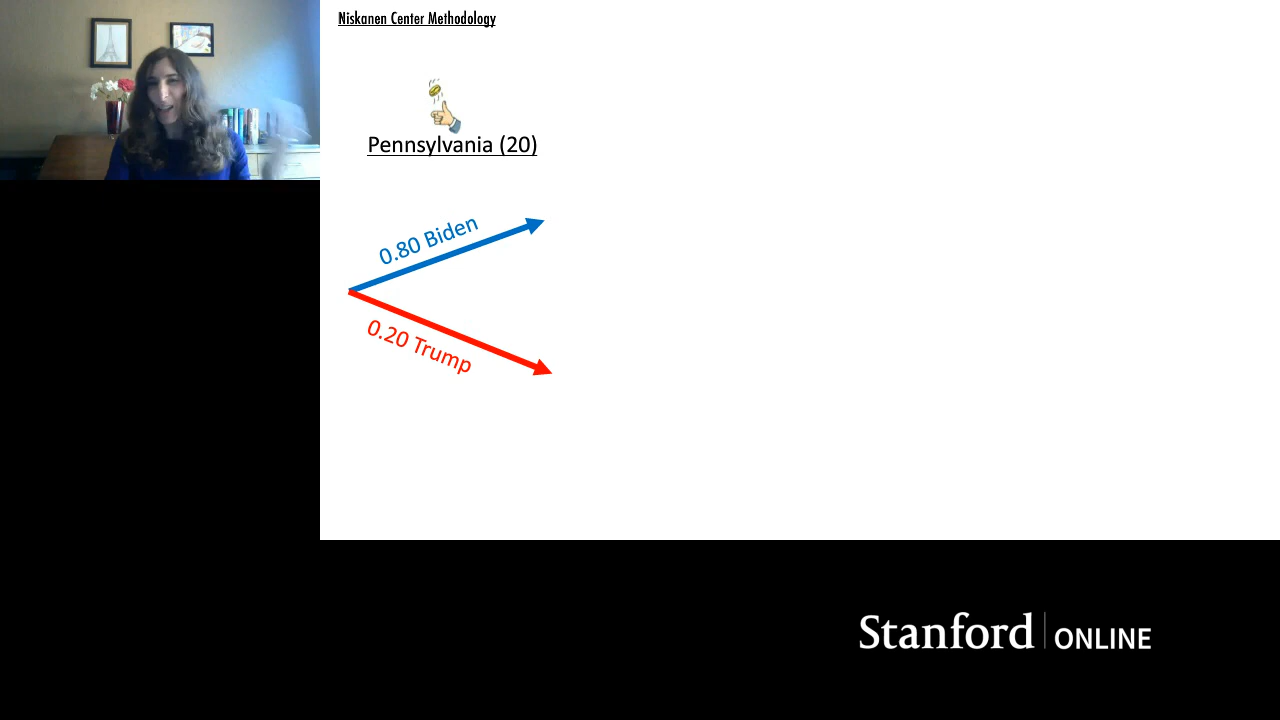 Niskanen Center Methodology
Pennsylvania (20)
0.80 Biden
0.20 Trump
Stanford ONLINE